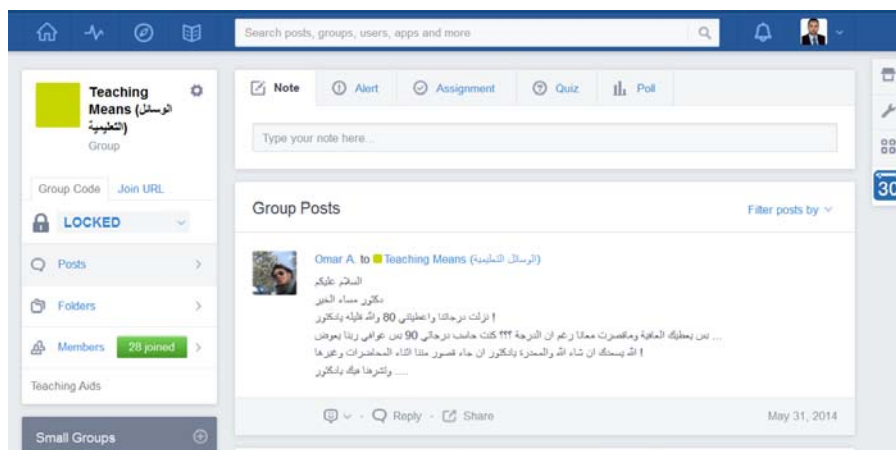 Search posts, groups, users, apps and more
Teaching
Means (الوسائل
التعليمية)
Group
Group Code Join URL
LOCKED
Posts
Folders
Members 28 joined
Teaching Aids
Small Groups
Note Alert Assignment Quiz Poll
Type your note here...
Group Posts Filter posts by
Omar A. to Teaching Means (الوسائل التعليمية)
السلام عليكم
دكتور مساء الخير
نزلت درجاتنا واعطيتني 80 والله قليله يادكتور !
بس يعطيك العافية وماقصرت معانا رغم ان الدرجة ؟؟؟ كنت حاسب درجاتي 90 بس عوافي ربنا يعوض ...
الله يسعدك ان شاء الله والمعذرة يادكتور ان جاء قصور مننا اثناء المحاضرات وغيرها !
وتشرفنا فيك يادكتور .....
Reply Share May 31, 2014
30